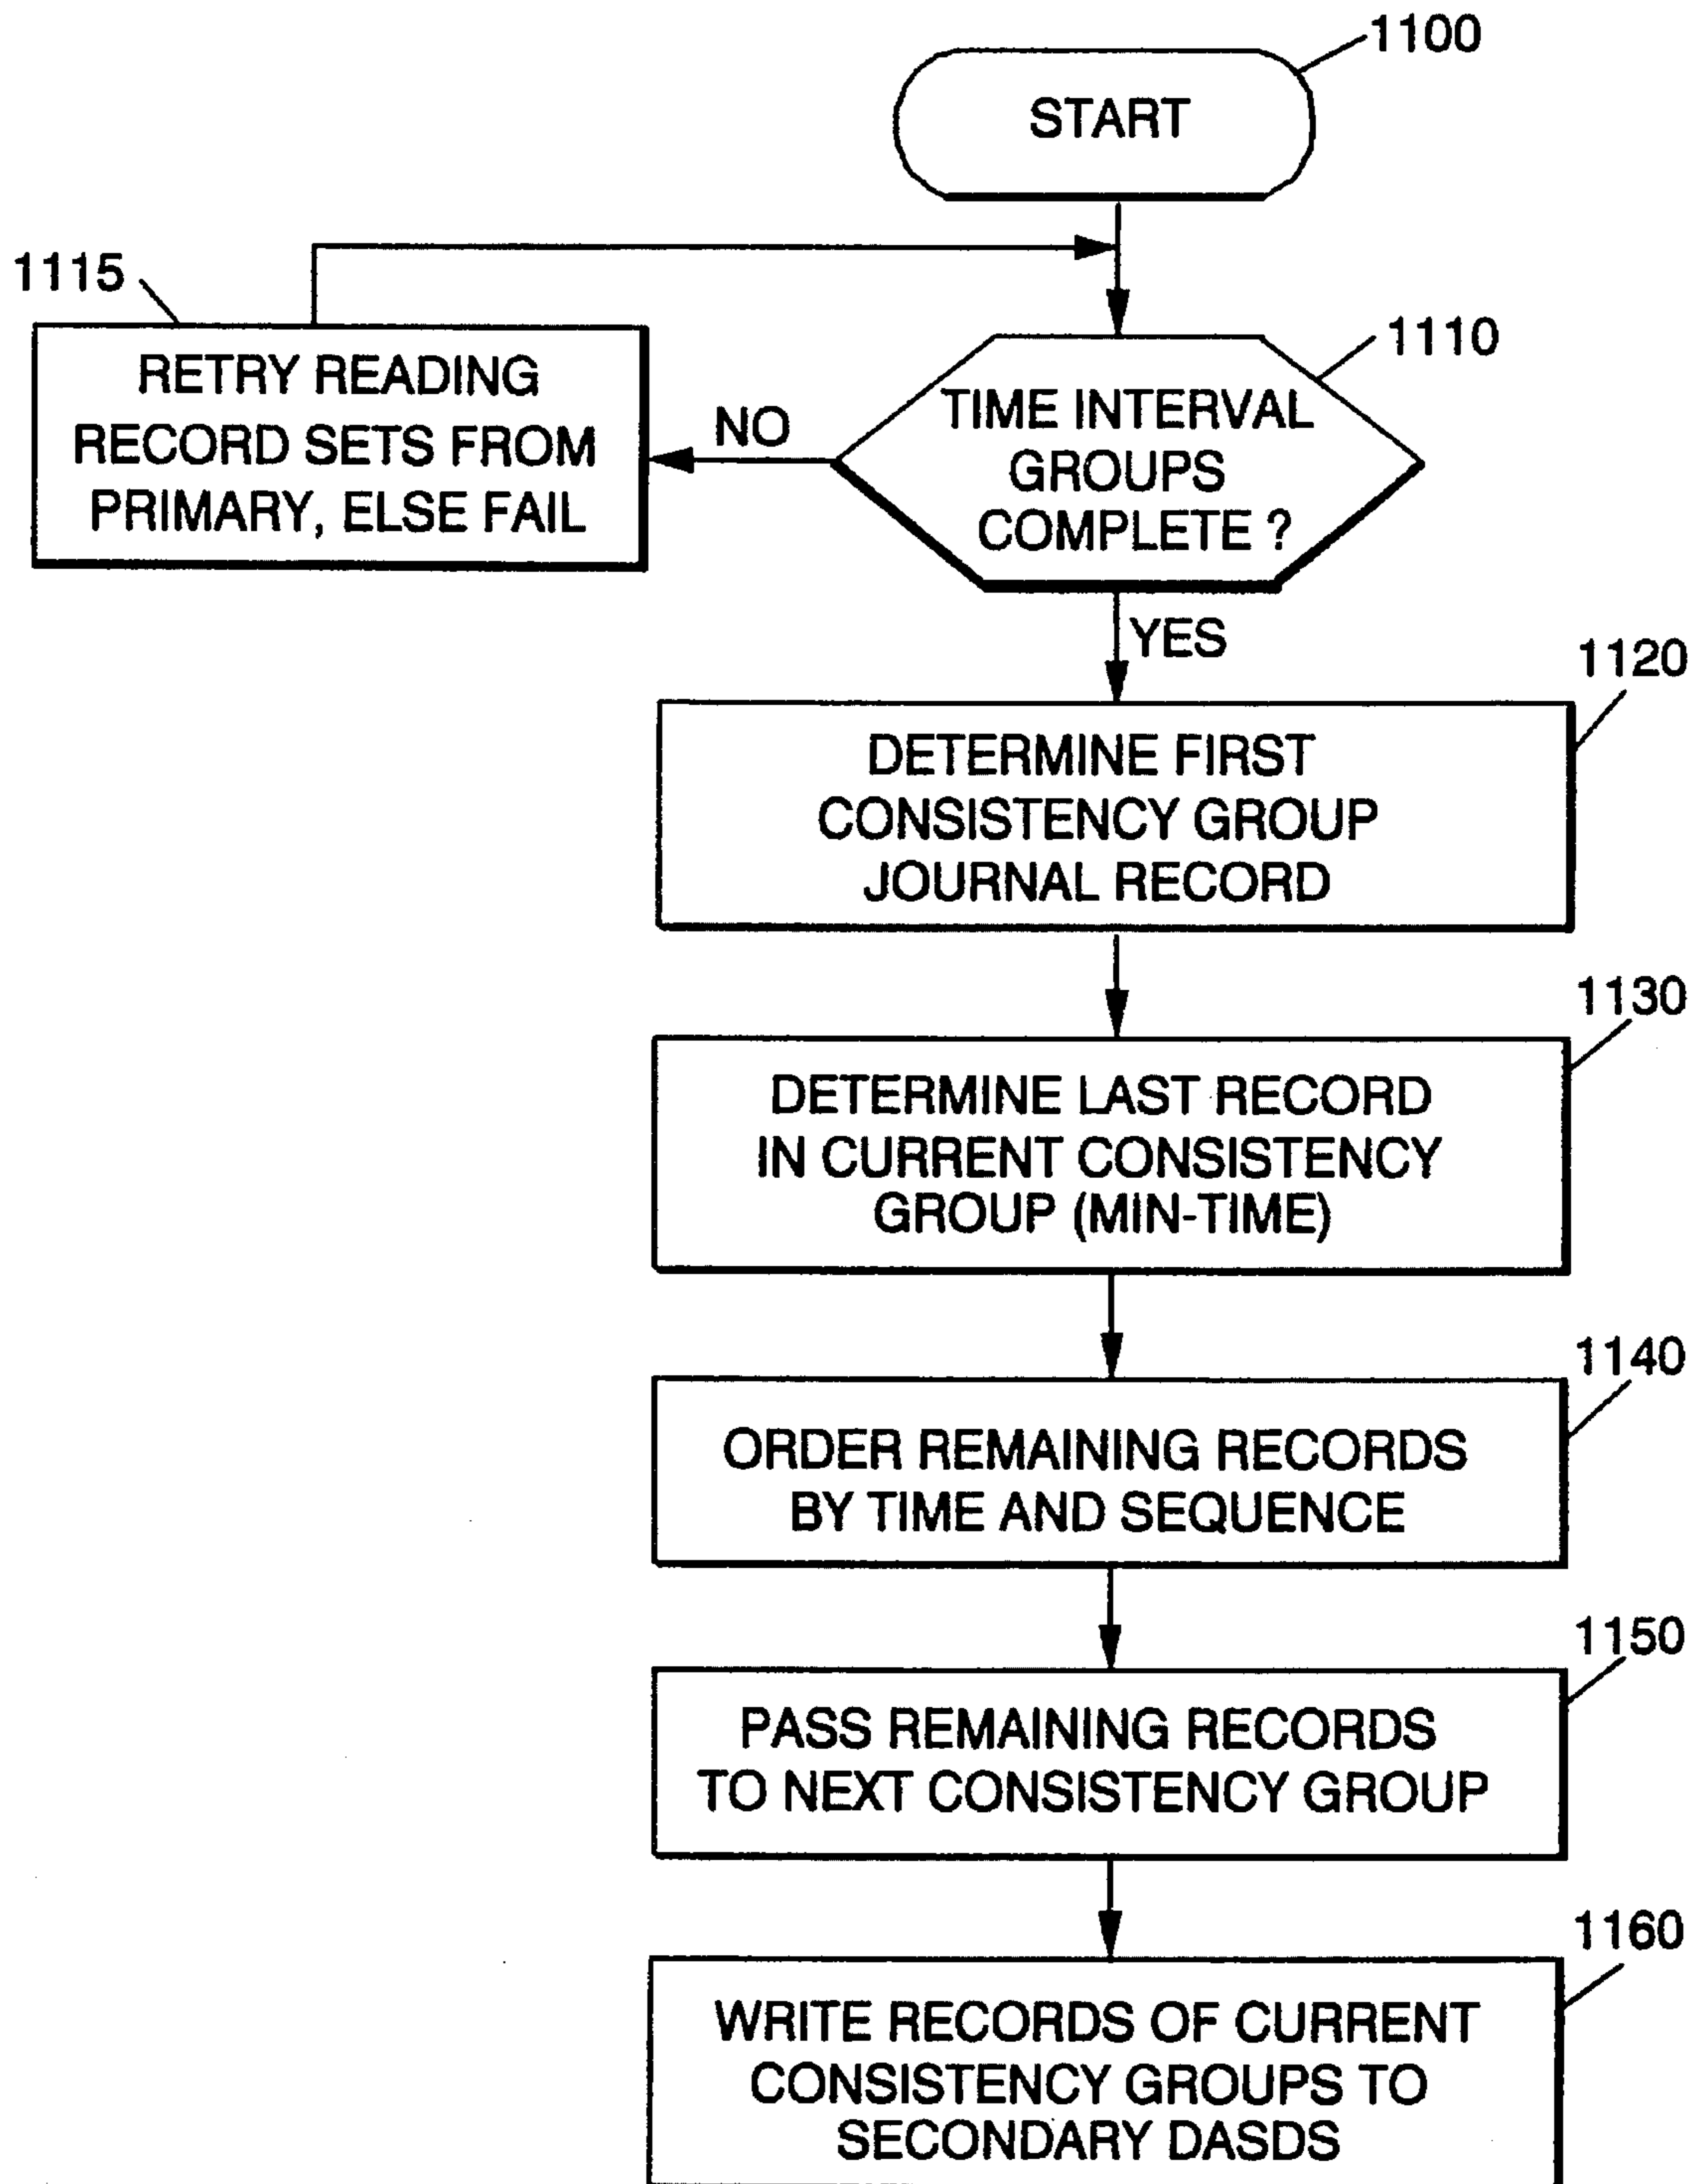 1100
START
1115
RETRY READING
RECORD SETS FROM
PRIMARY, ELSE FAIL
NO
1110
TIME INTERVAL
GROUPS
COMPLETE ?
YES
1120
DETERMINE FIRST
CONSISTENCY GROUP
JOURNAL RECORD
1130
DETERMINE LAST RECORD
IN CURRENT CONSISTENCY
GROUP (MIN-TIME)
1140
ORDER REMAINING RECORDS
BY TIME AND SEQUENCE
1150
PASS REMAINING RECORDS
TO NEXT CONSISTENCY GROUP
1160
WRITE RECORDS OF CURRENT
CONSISTENCY GROUPS TO
SECONDARY DASDS